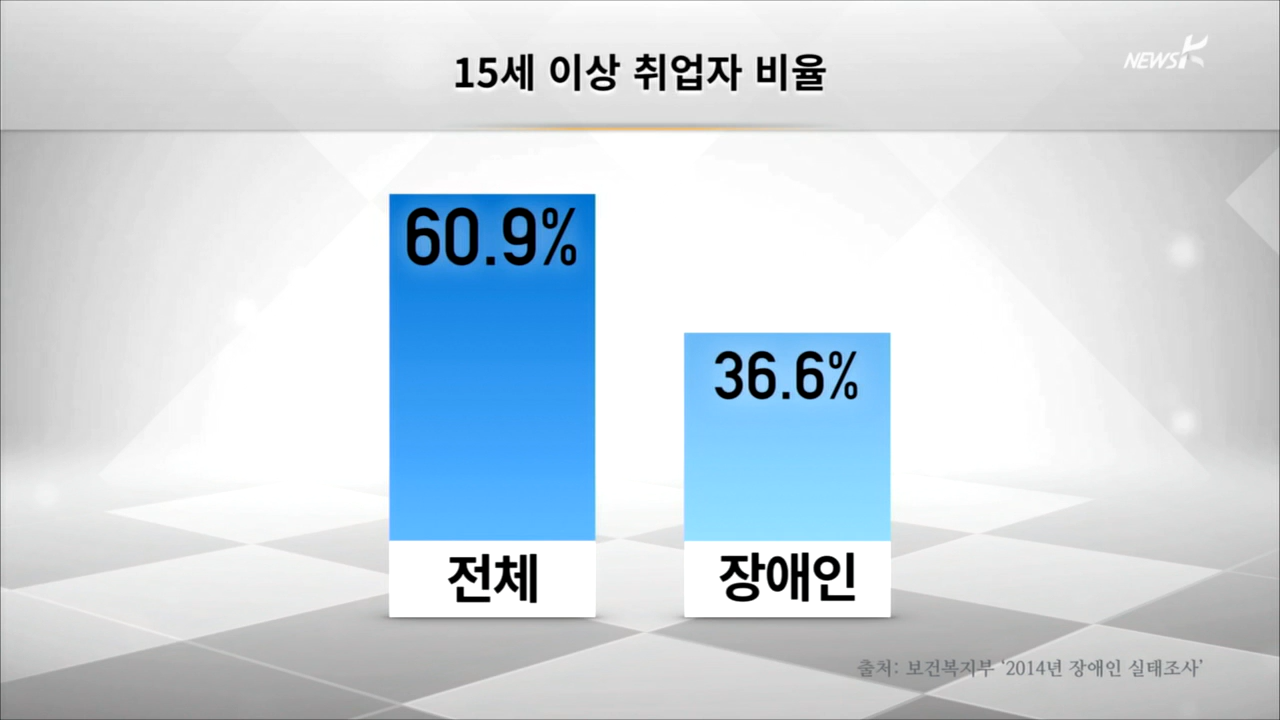 15세 이상 취업자 비율
NEWSK
60.9%
36.6%
전체
장애인
출처: 보건복지부 ‘2014년 장애인 실태조사’